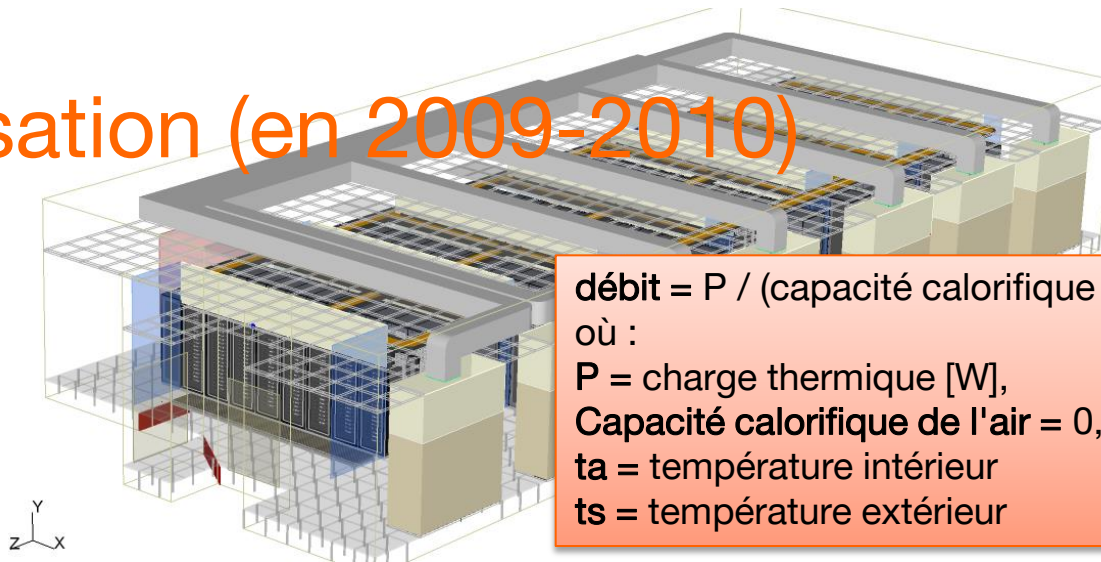 sation (en 2009-2010)
débit = P / (capacité calorifique
où :
P = charge thermique [W],
Capacité calorifique de l'air = 0,
ta = température intérieur
ts = température extérieur
Y
Z X